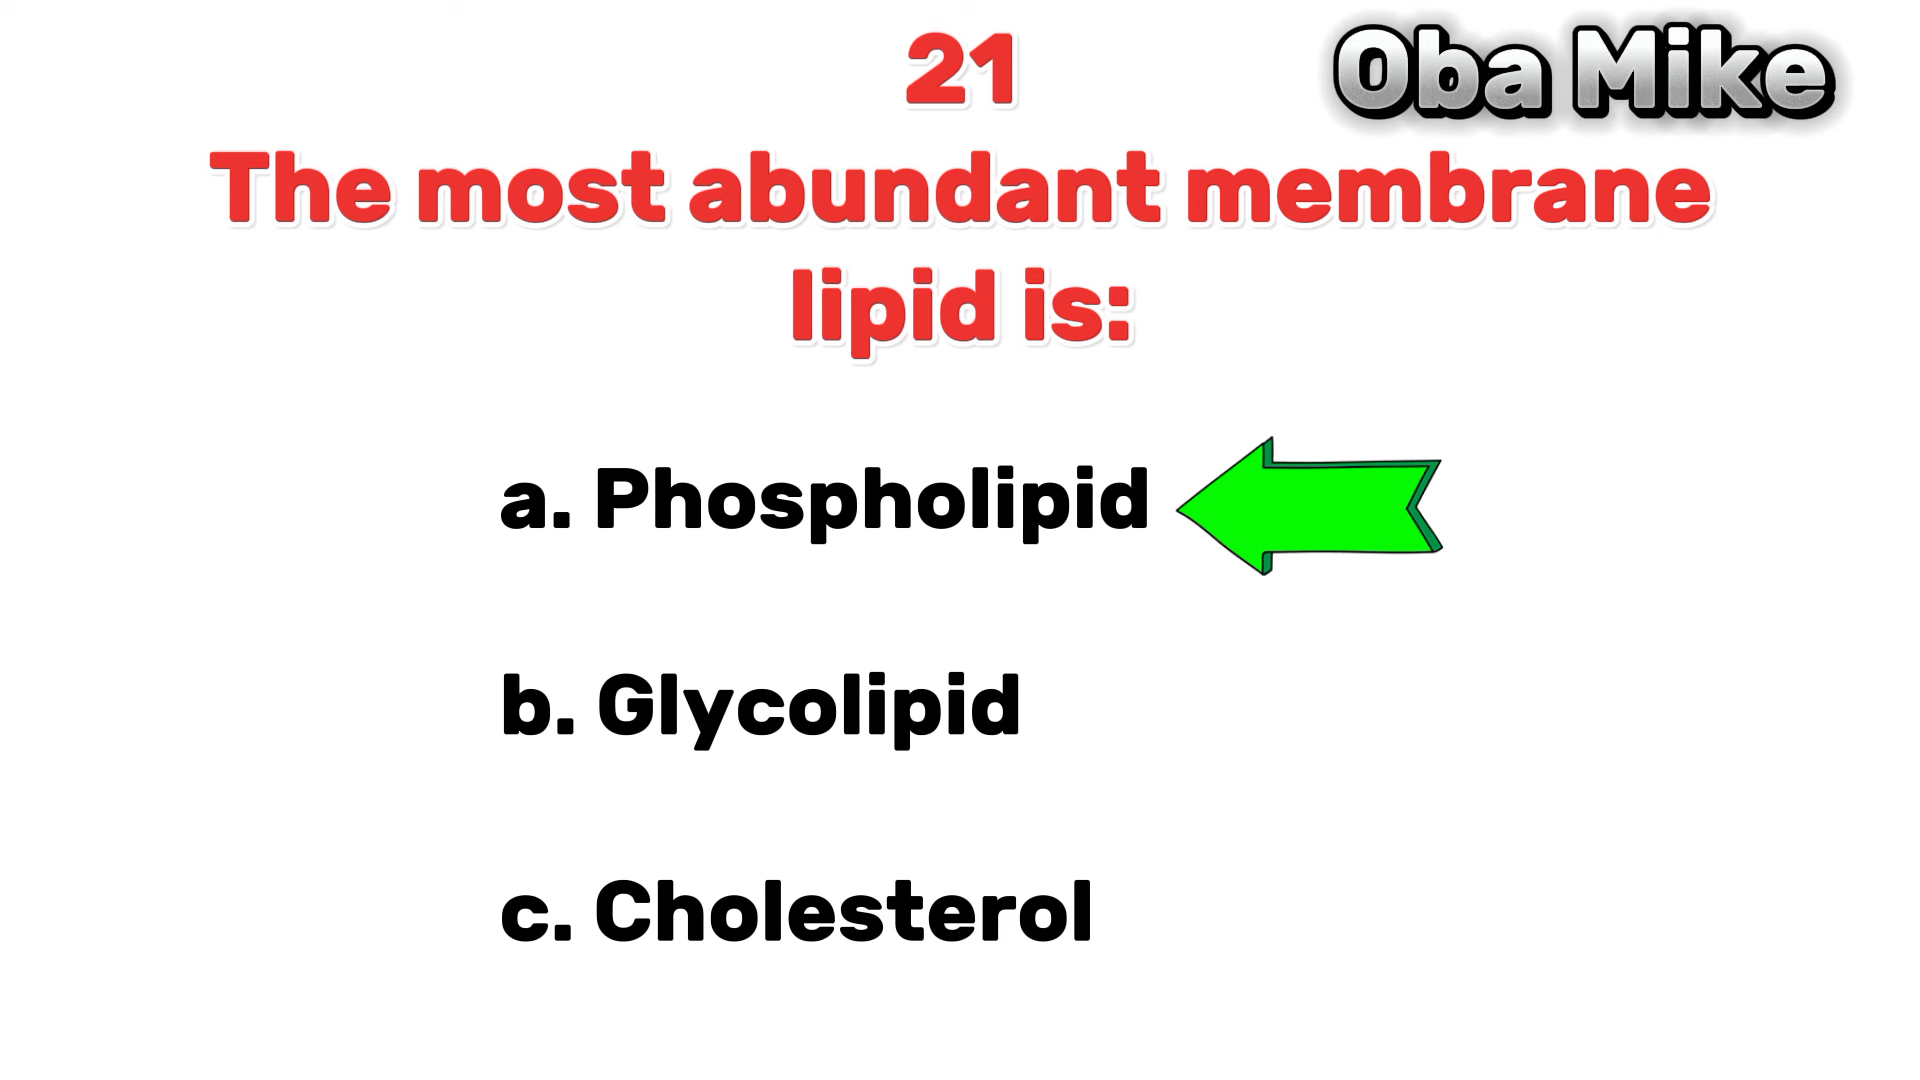 21
Oba Mike
The most abundant membrane
lipid is:
a. Phospholipid
b. Glycolipid
c. Cholesterol